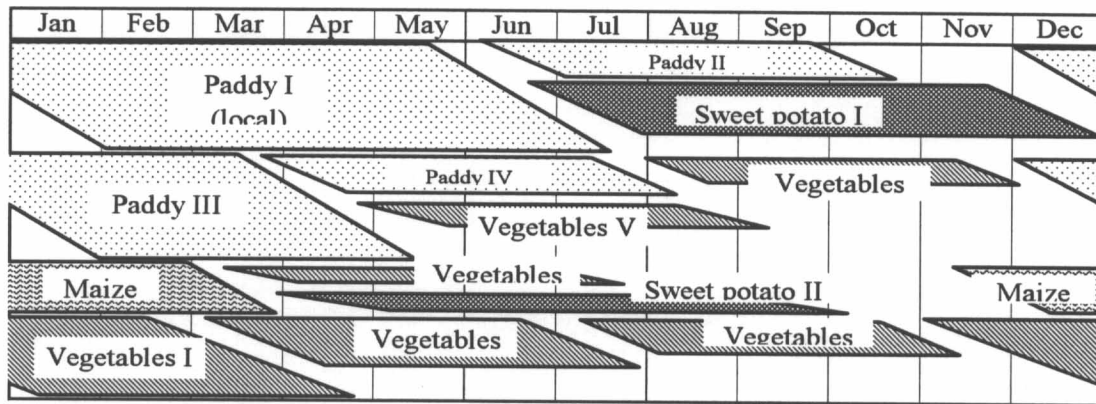 Jan Feb Mar Apr May Jun Jul Aug Sep Oct Nov Dec
Paddy II
Paddy I
(local)
Sweet potato I
Paddy IV
Vegetables
Paddy III
Vegetables V
Vegetables
Maize
Sweet potato II
Maize
Vegetables
Vegetables
Vegetables I